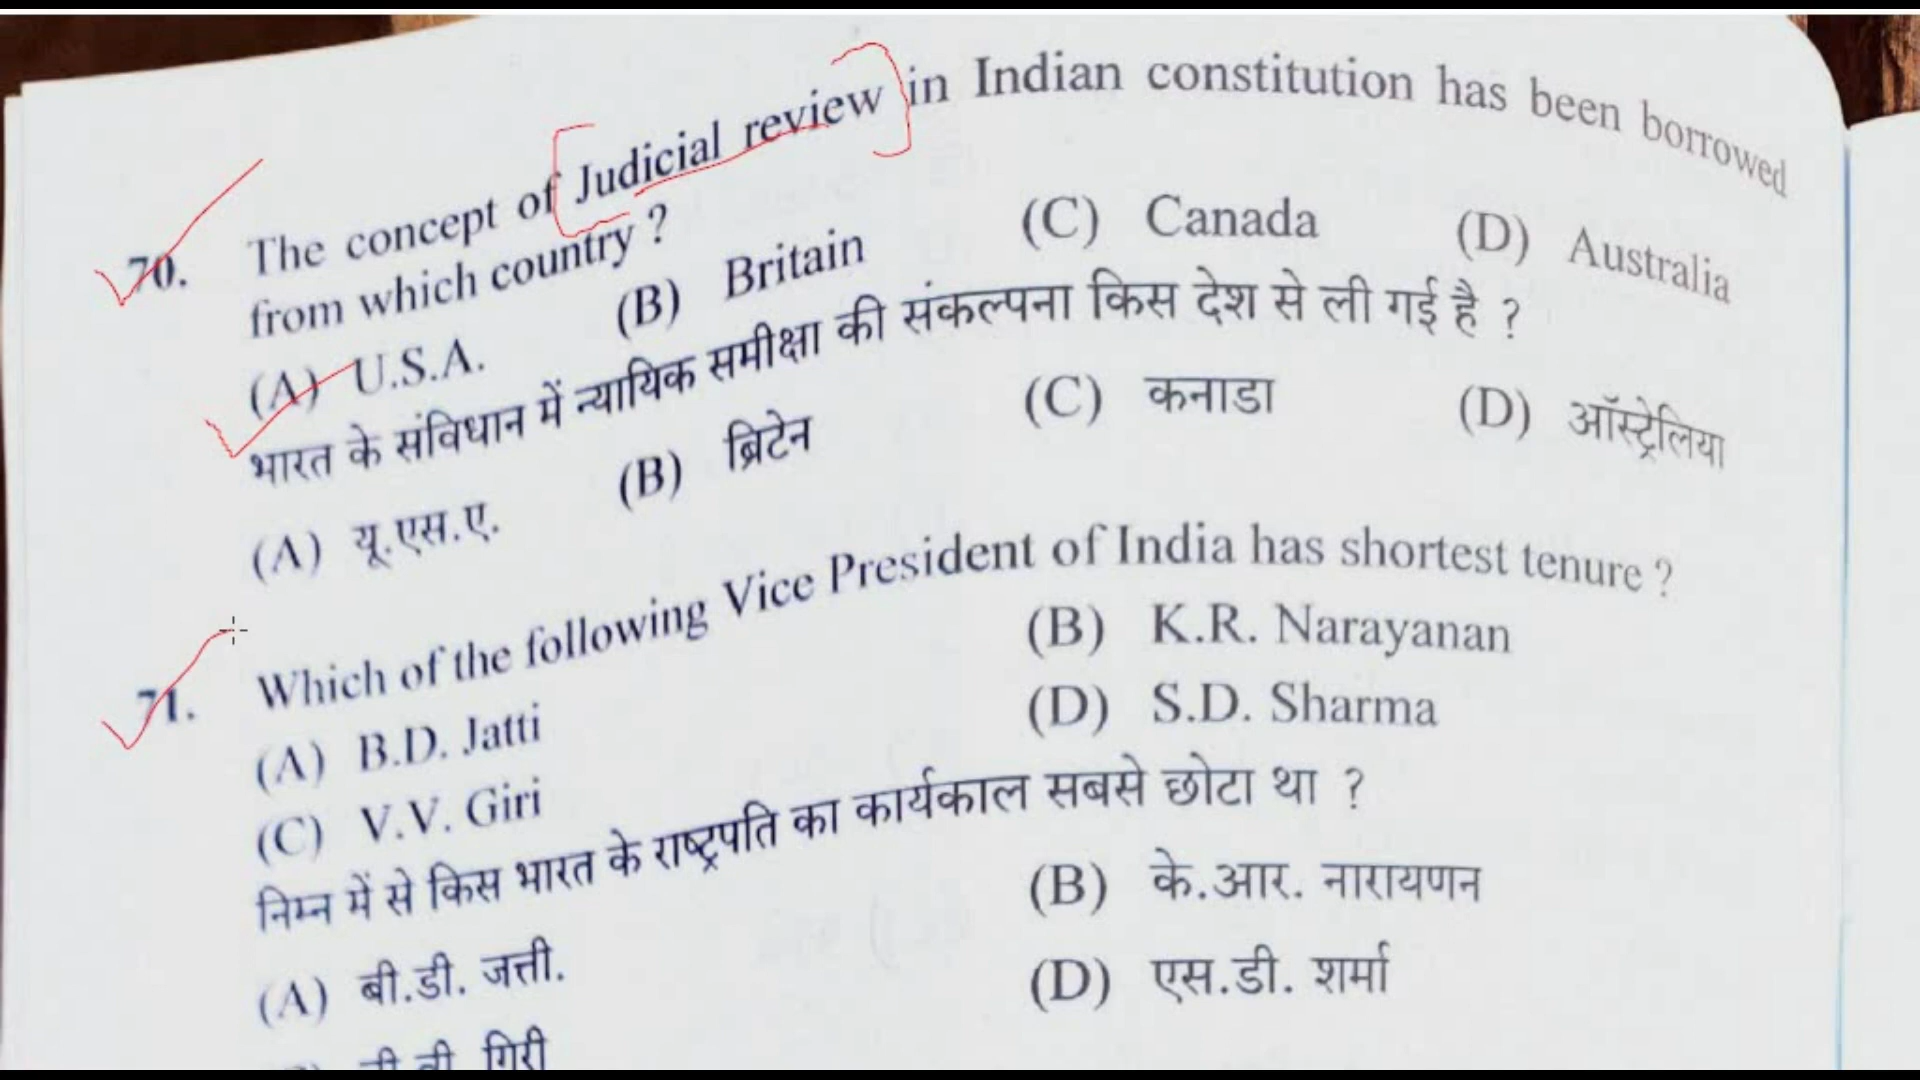 70. The concept of Judicial review in Indian constitution has been borrowed
from which country ?
(A) U.S.A. (B) Britain (C) Canada (D) Australia
भारत के संविधान में न्यायिक समीक्षा की संकल्पना किस देश से ली गई है ?
(A) यू.एस.ए. (B) ब्रिटेन (C) कनाडा (D) ऑस्ट्रेलिया
71. Which of the following Vice President of India has shortest tenure ?
(A) B.D. Jatti (B) K.R. Narayanan
(C) V.V. Giri (D) S.D. Sharma
निम्न में से किस भारत के राष्ट्रपति का कार्यकाल सबसे छोटा था ?
(A) बी.डी. जत्ती. (B) के.आर. नारायणन
गिरी (D) एस.डी. शर्मा